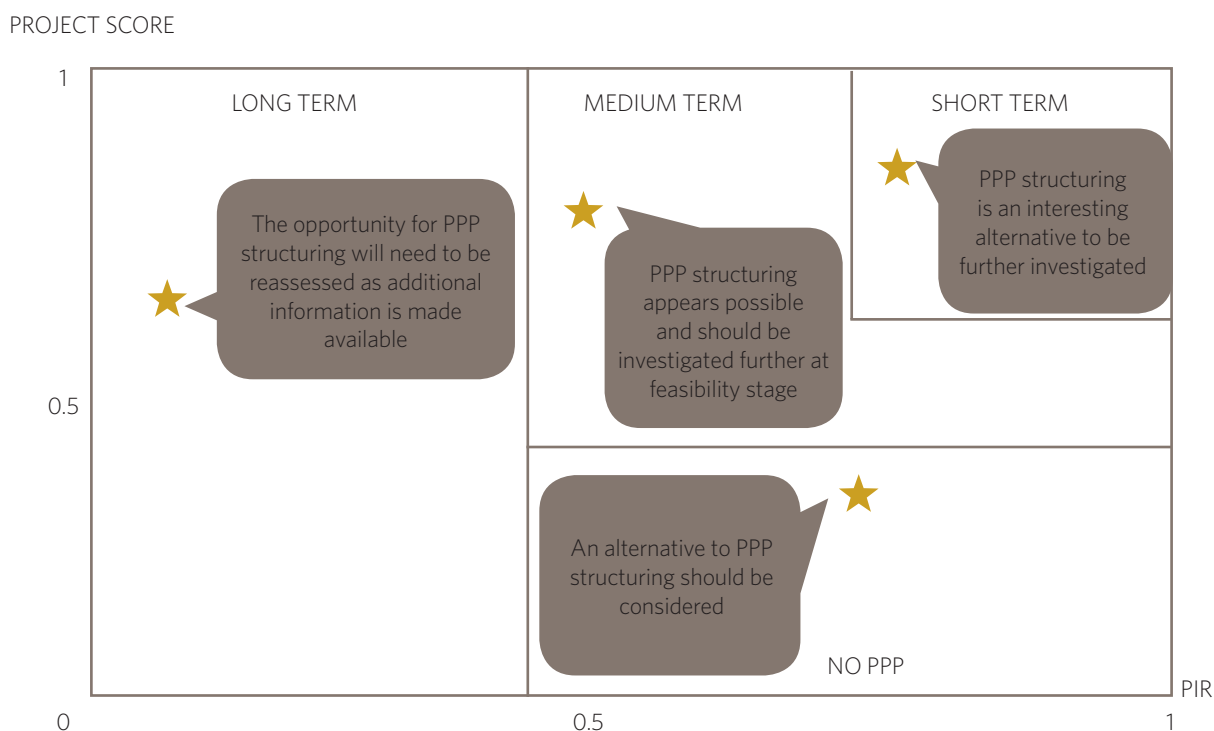 PROJECT SCORE
1
LONG TERM
MEDIUM TERM
SHORT TERM
The opportunity for PPP
structuring will need to be
reassessed as additional
information is made
available
PPP structuring
appears possible
and should be
investigated further at
feasibility stage
PPP structuring
is an interesting
alternative to be
further investigated
0.5
An alternative to PPP
structuring should be
considered
NO PPP
PIR
0
0.5
1